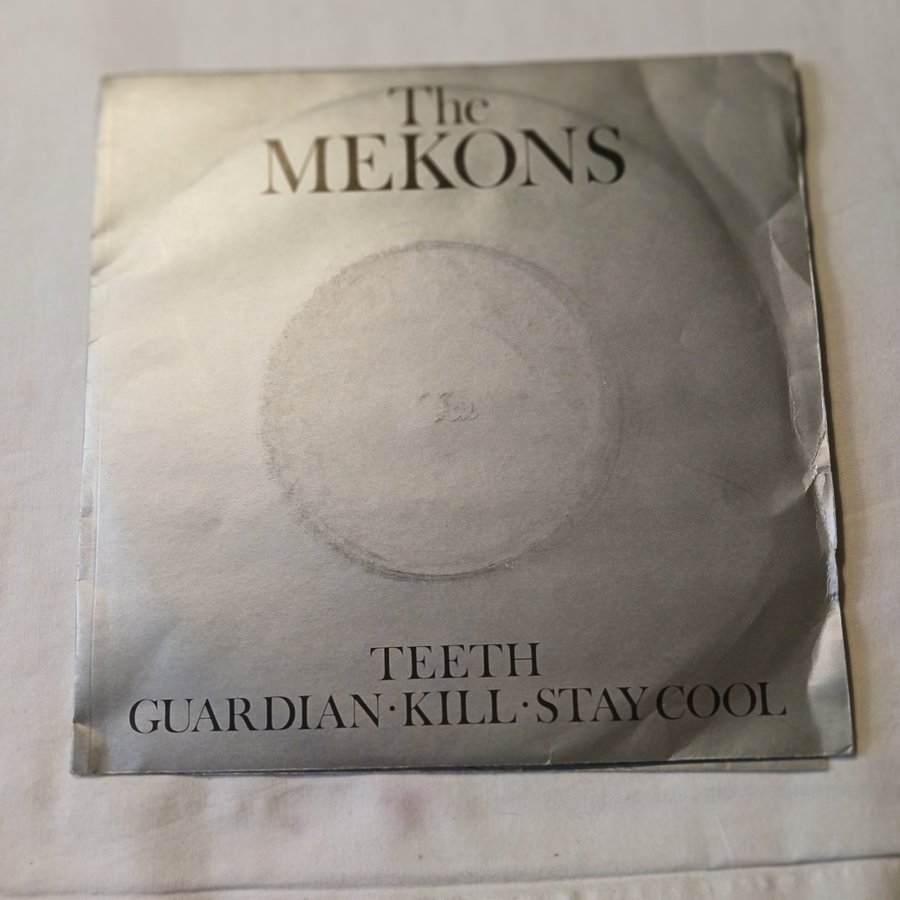 The
MEKONS
TEETH
GUARDIAN·KILL·STAY COOL